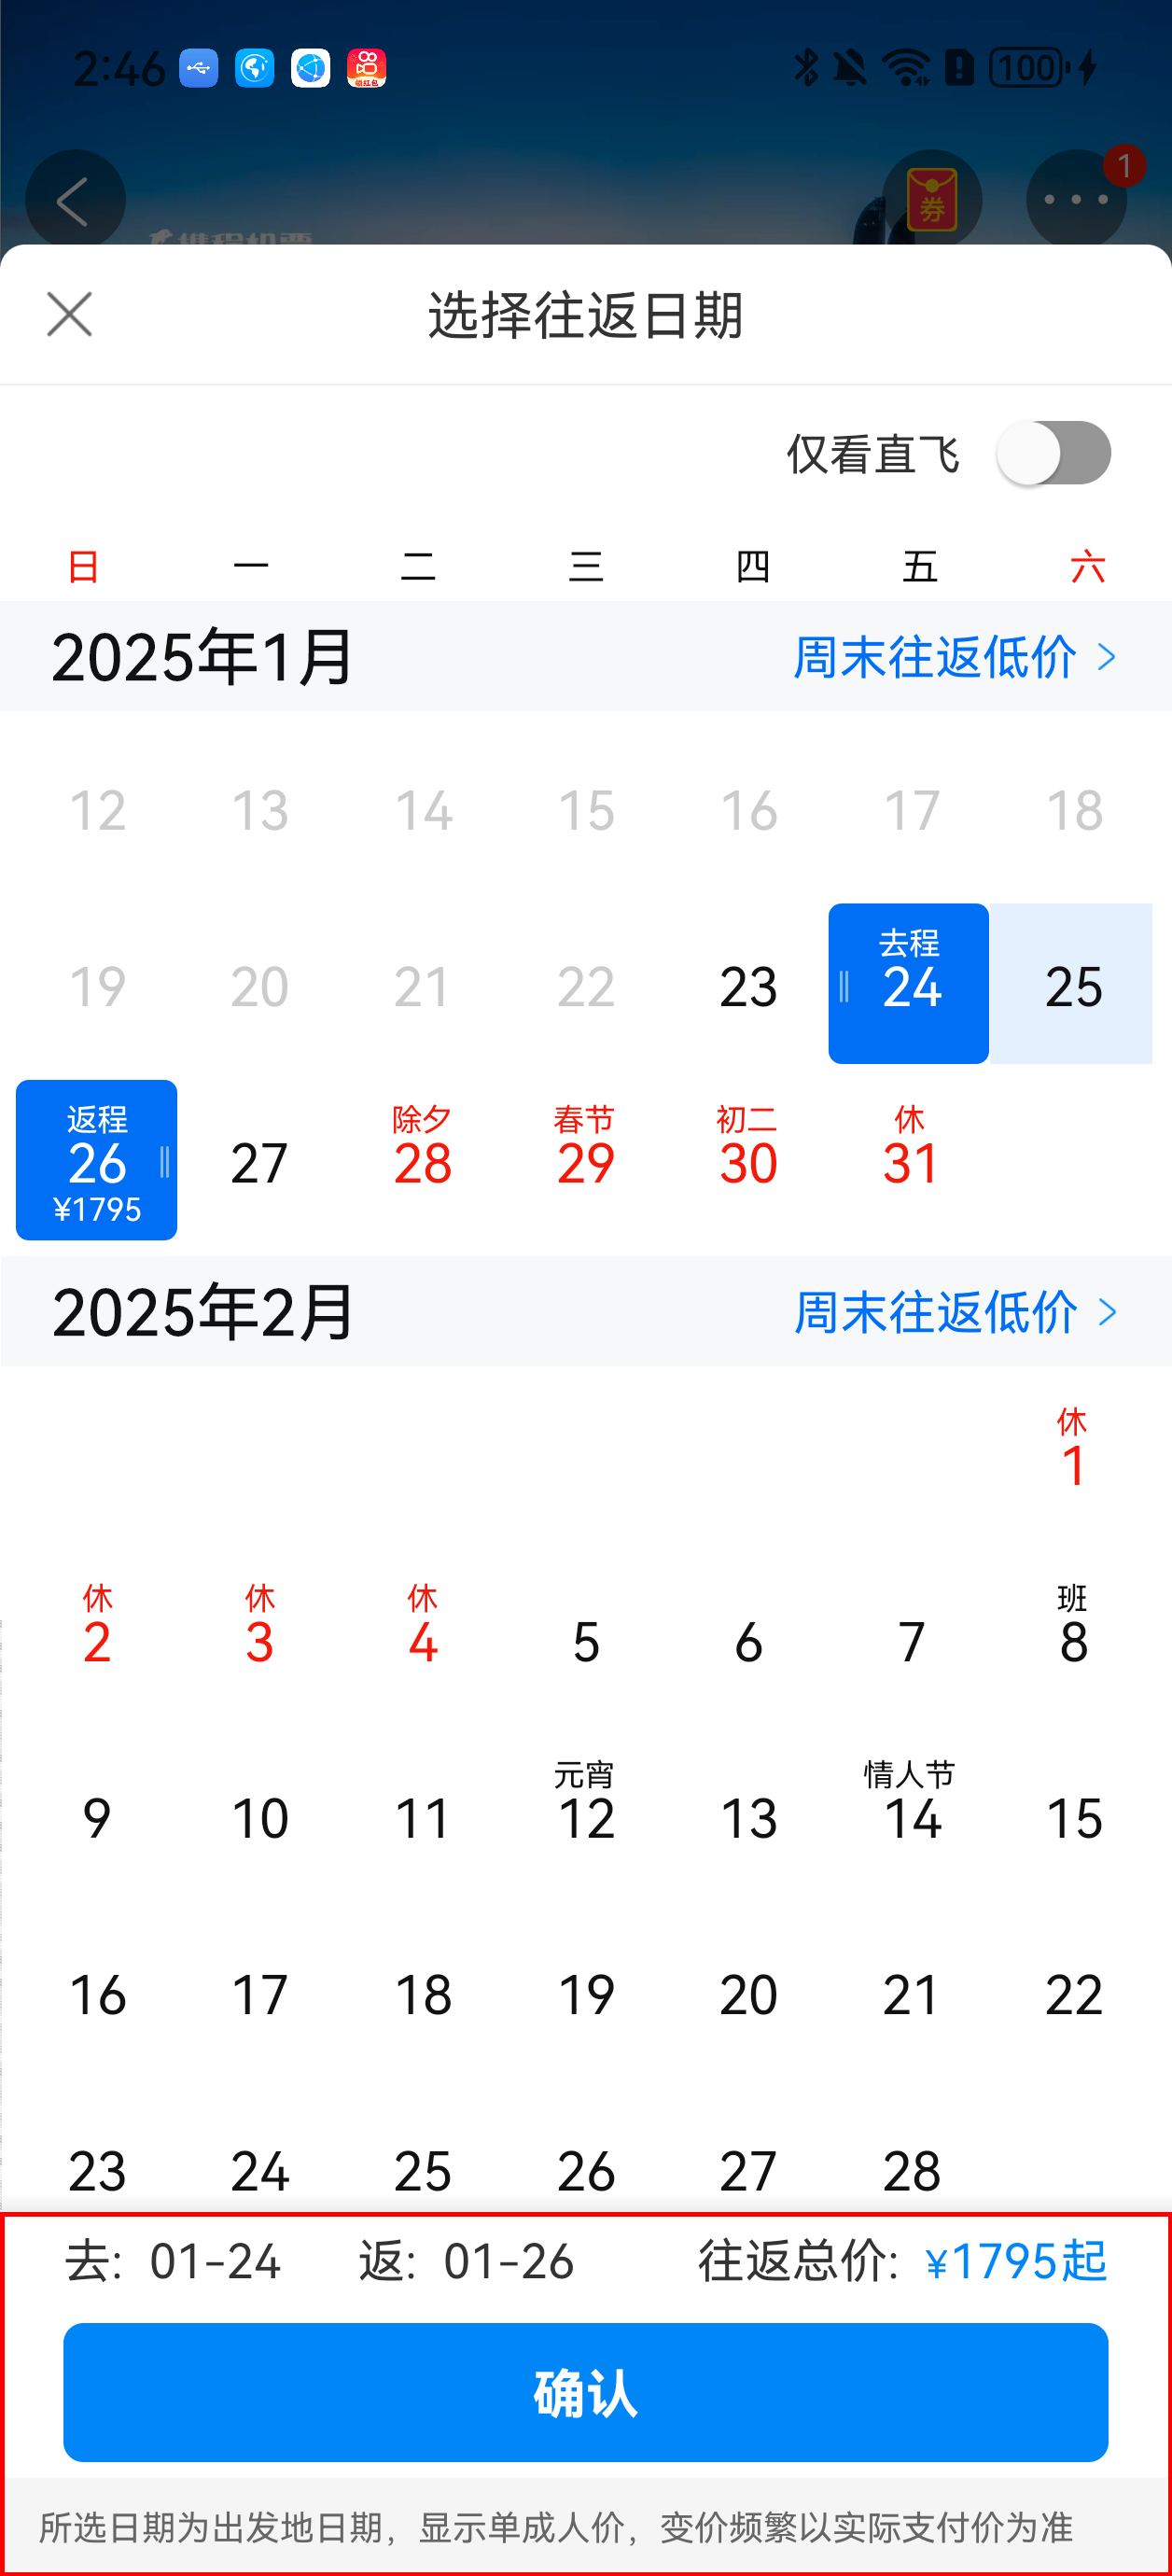 2:46
100
1
券
携程机票
选择往返日期
仅看直飞
日 一 二 三 四 五 六
2025年1月 周末往返低价 >
12 13 14 15 16 17 18
去程
19 20 21 22 23 24 25
返程 除夕 春节 初二 休
26 27 28 29 30 31
¥1795
2025年2月 周末往返低价 >
休
1
休 休 休 班
2 3 4 5 6 7 8
元宵 情人节
9 10 11 12 13 14 15
16 17 18 19 20 21 22
23 24 25 26 27 28
去: 01-24 返: 01-26 往返总价: ¥1795起
确认
所选日期为出发地日期，显示单成人价，变价频繁以实际支付价为准